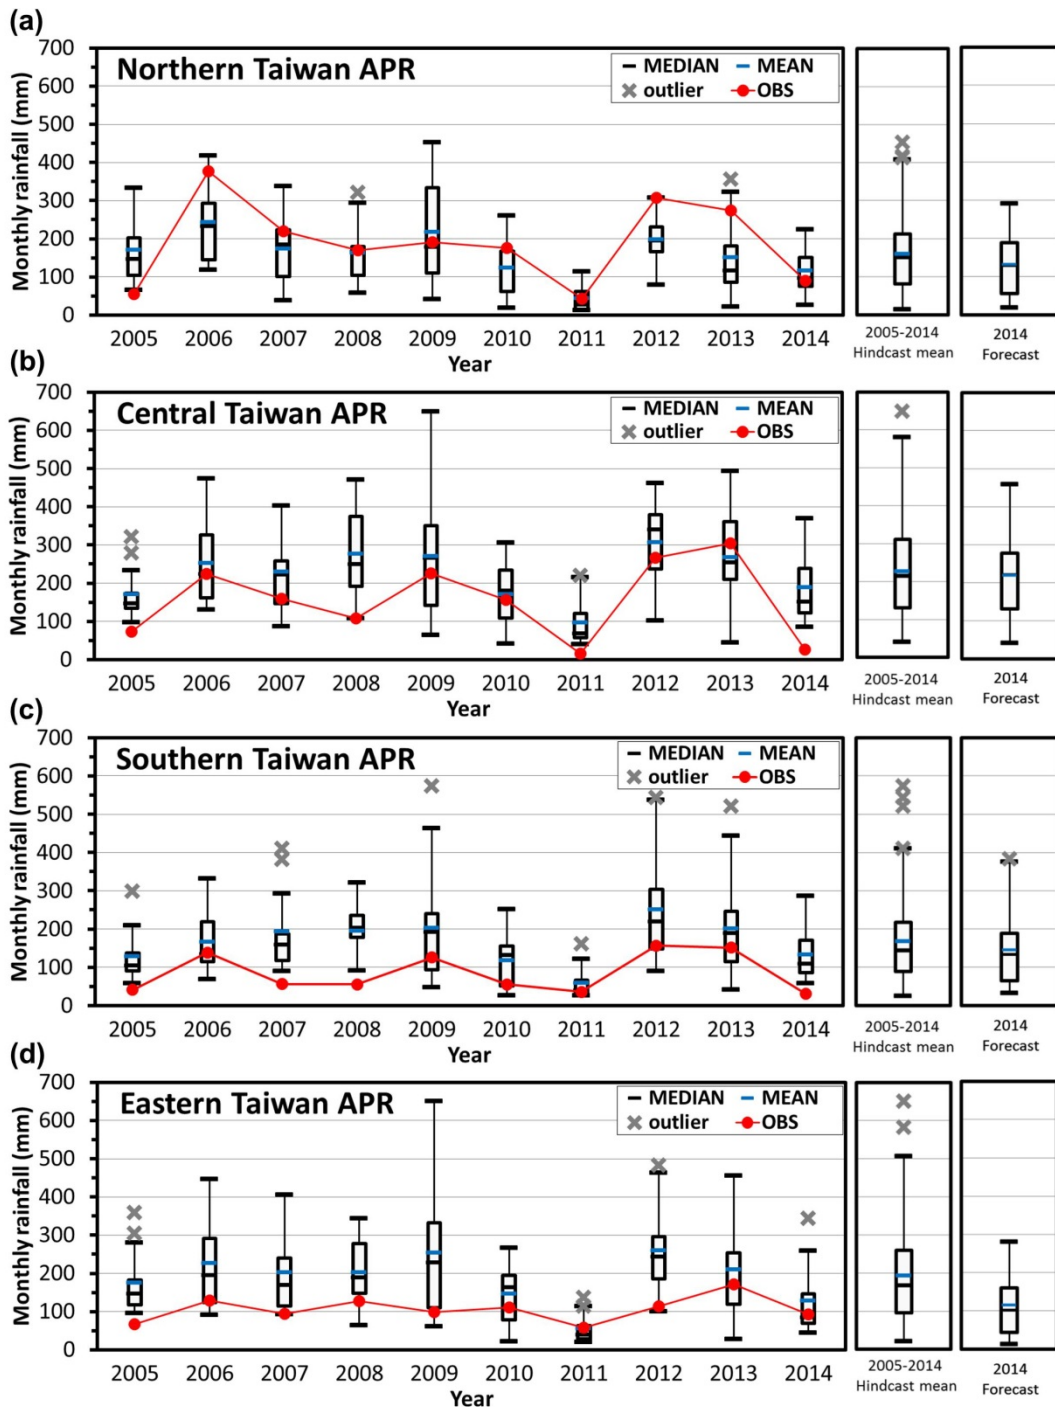 (a)
Northern Taiwan APR
MEDIAN MEAN
outlier OBS
Monthly rainfall (mm)
700
600
500
400
300
200
100
0
2005 2006 2007 2008 2009 2010 2011 2012 2013 2014
Year
2005-2014
Hindcast mean
2014
Forecast
(b)
Central Taiwan APR
MEDIAN MEAN
outlier OBS
Monthly rainfall (mm)
700
600
500
400
300
200
100
0
2005 2006 2007 2008 2009 2010 2011 2012 2013 2014
Year
2005-2014
Hindcast mean
2014
Forecast
(c)
Southern Taiwan APR
MEDIAN MEAN
outlier OBS
Monthly rainfall (mm)
700
600
500
400
300
200
100
0
2005 2006 2007 2008 2009 2010 2011 2012 2013 2014
Year
2005-2014
Hindcast mean
2014
Forecast
(d)
Eastern Taiwan APR
MEDIAN MEAN
outlier OBS
Monthly rainfall (mm)
700
600
500
400
300
200
100
0
2005 2006 2007 2008 2009 2010 2011 2012 2013 2014
Year
2005-2014
Hindcast mean
2014
Forecast